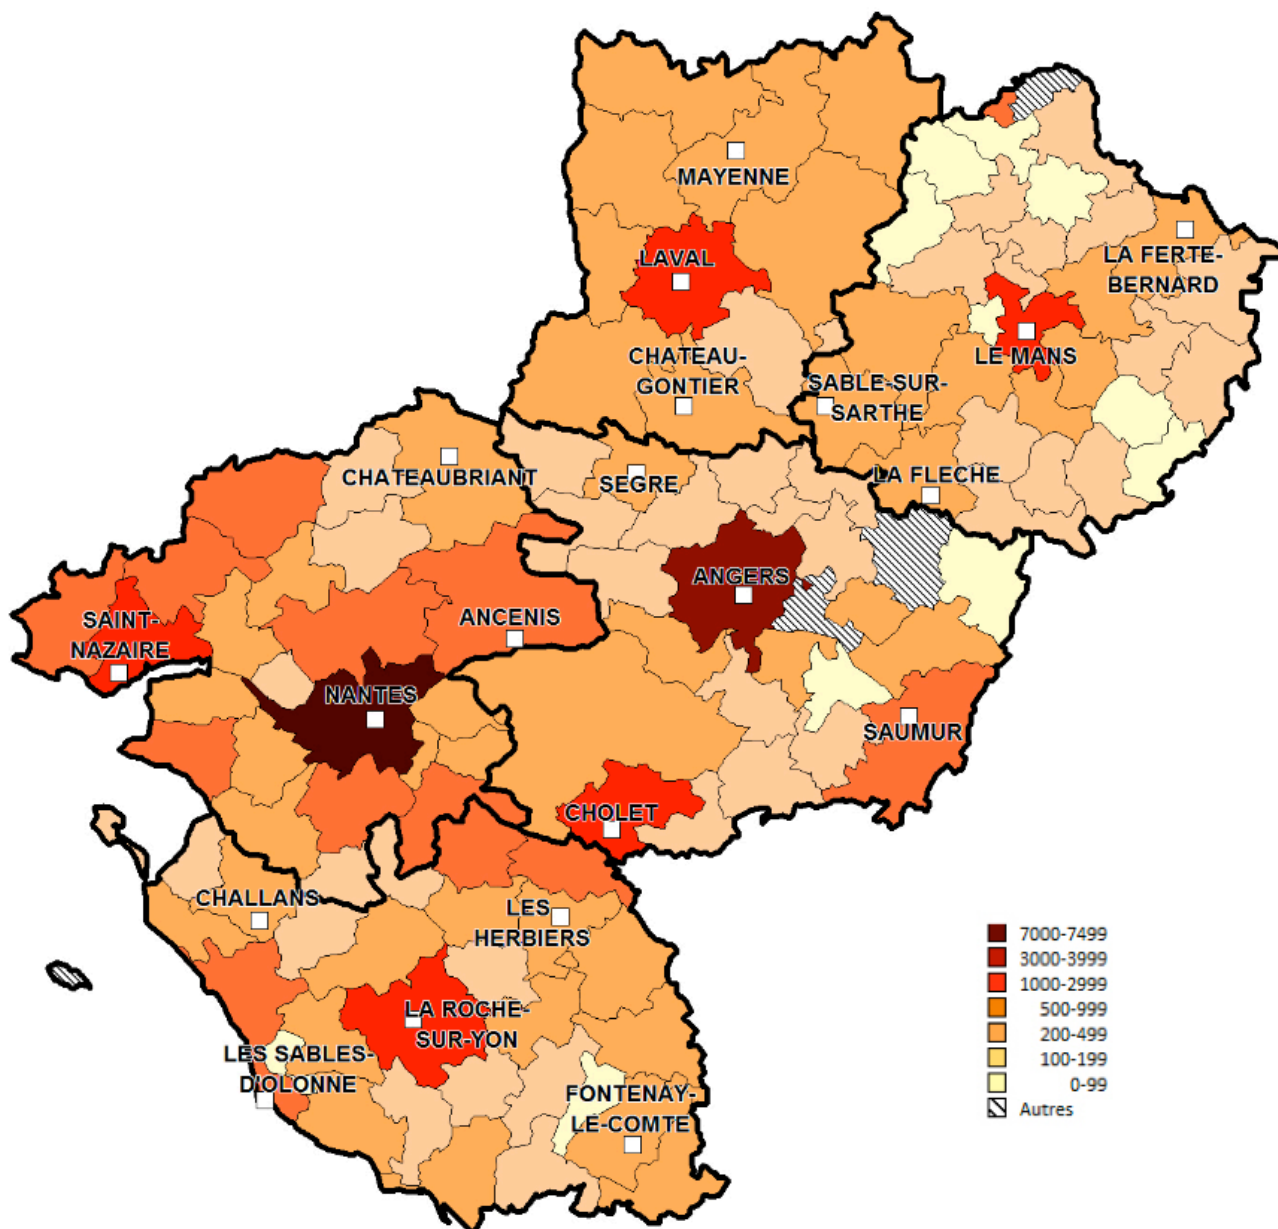 MAYENNE
LAVAL
LA FERTE-
BERNARD
LE MANS
CHATEAU-
GONTIER
SABLE-SUR-
SARTHE
CHATEAUBRIANT
SEGRE
LA FLECHE
ANGERS
SAINT-
NAZAIRE
ANCENIS
NANTES
SAUMUR
CHOLET
CHALLANS
LES
HERBIERS
LA ROCHE-
SUR-YON
LES SABLES-
D'OLONNE
FONTENAY-
LE-COMTE
7000-7499
3000-3999
1000-2999
500-999
200-499
100-199
0-99
Autres